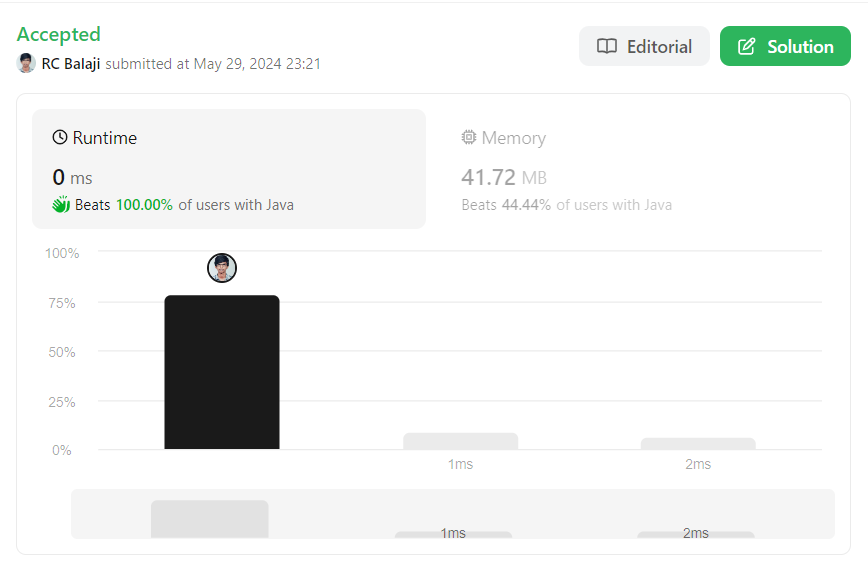 Accepted
RC Balaji submitted at May 29, 2024 23:21
Editorial
Solution
Runtime
0 ms
Beats 100.00% of users with Java
Memory
41.72 MB
Beats 44.44% of users with Java
100%
75%
50%
25%
0%
1ms
2ms
1ms
2ms